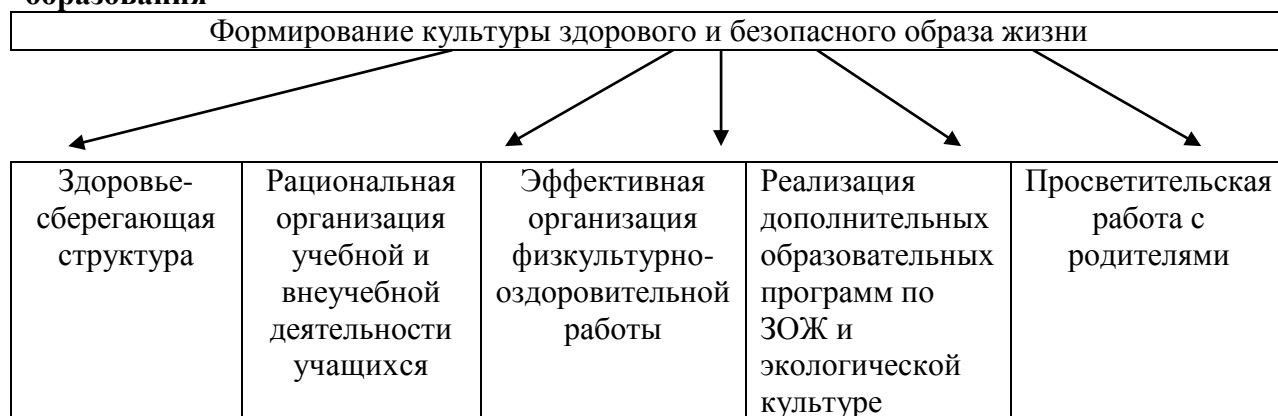 образования
Формирование культуры здорового и безопасного образа жизни
Здоровье-
сберегающая
структура
Рациональная
организация
учебной и
внеучебной
деятельности
учащихся
Эффективная
организация
физкультурно-
оздоровительной
работы
Реализация
дополнительных
образовательных
программ по
ЗОЖ и
экологической
культуре
Просветительская
работа с
родителями